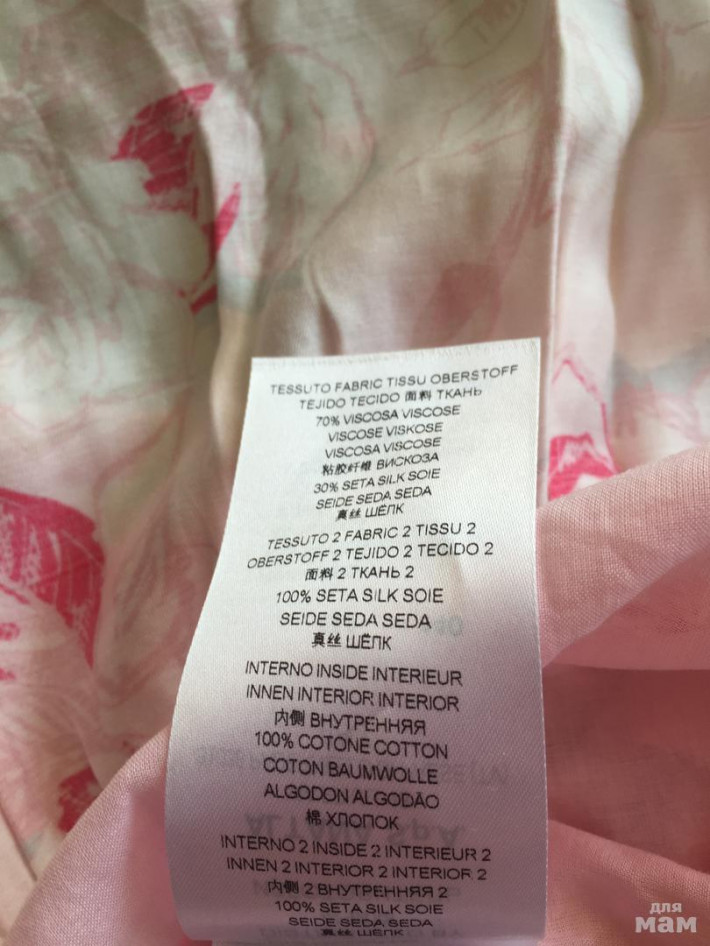 TESSUTO FABRIC TISSU OBERSTOFF
TEJIDO TECIDO 面料 ТКАНЬ
70% VISCOSA VISCOSE
VISCOSE VISKOSE
VISCOSA VISCOSE
粘胶纤维 ВИСКОЗА
30% SETA SILK SOIE
SEIDE SEDA SEDA
真丝 ШЁЛК
TESSUTO 2 FABRIC 2 TISSU 2
OBERSTOFF 2 TEJIDO 2 TECIDO 2
面料 2 ТКАНЬ 2
100% SETA SILK SOIE
SEIDE SEDA SEDA
真丝 ШЁЛК
INTERNO INSIDE INTERIEUR
INNEN INTERIOR INTERIOR
内侧 ВНУТРЕННЯЯ
100% COTONE COTTON
COTON BAUMWOLLE
ALGODON ALGODÃO
棉 ХЛОПОК
INTERNO 2 INSIDE 2 INTERIEUR 2
INNEN 2 INTERIOR 2 INTERIOR 2
内侧 2 ВНУТРЕННЯЯ 2
100% SETA SILK SOIE
SEIDE SEDA SEDA
真丝 ШЁЛК
для
мам